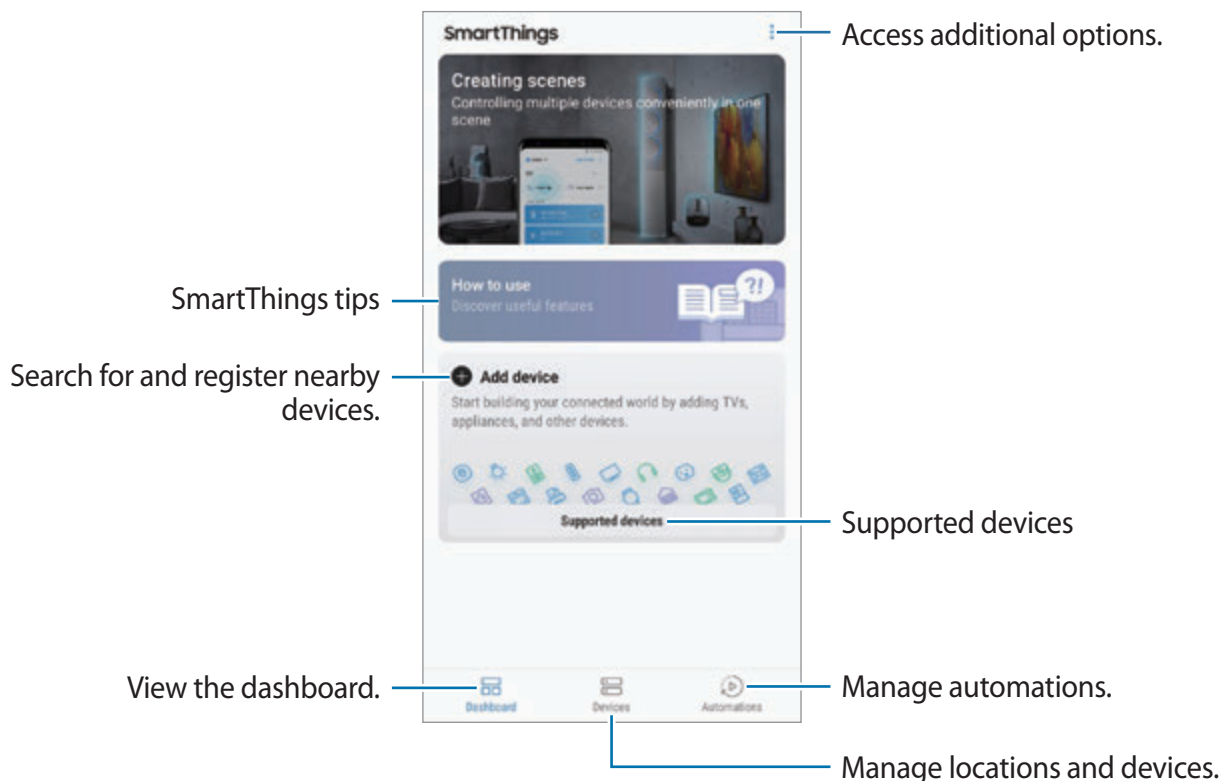 SmartThings
Access additional options.
Creating scenes
Controlling multiple devices conveniently in one
scene
How to use
Discover useful features
?!
SmartThings tips
Search for and register nearby
devices.
Add device
Start building your connected world by adding TVs,
appliances, and other devices.
Supported devices
Supported devices
View the dashboard.
Dashboard
Devices
Automations
Manage automations.
Manage locations and devices.